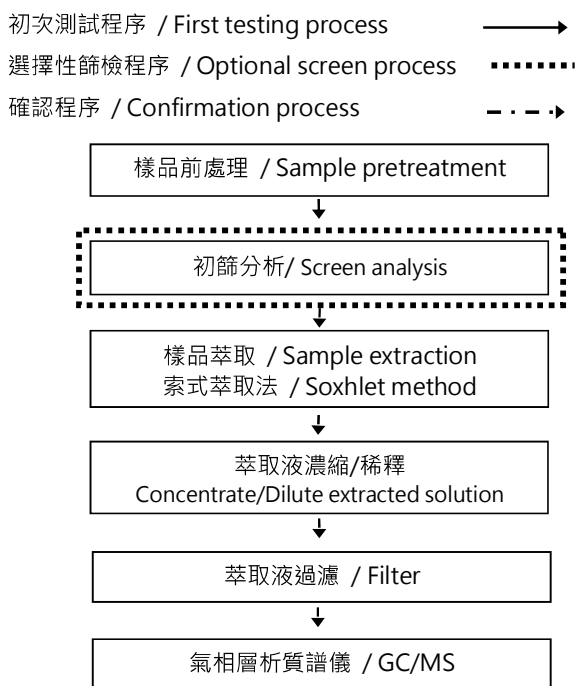 初次測試程序 / First testing process
選擇性篩檢程序 / Optional screen process
確認程序 / Confirmation process
樣品前處理 / Sample pretreatment
初篩分析/ Screen analysis
樣品萃取 / Sample extraction
索式萃取法 / Soxhlet method
萃取液濃縮/稀釋
Concentrate/Dilute extracted solution
萃取液過濾 / Filter
氣相層析質譜儀 / GC/MS